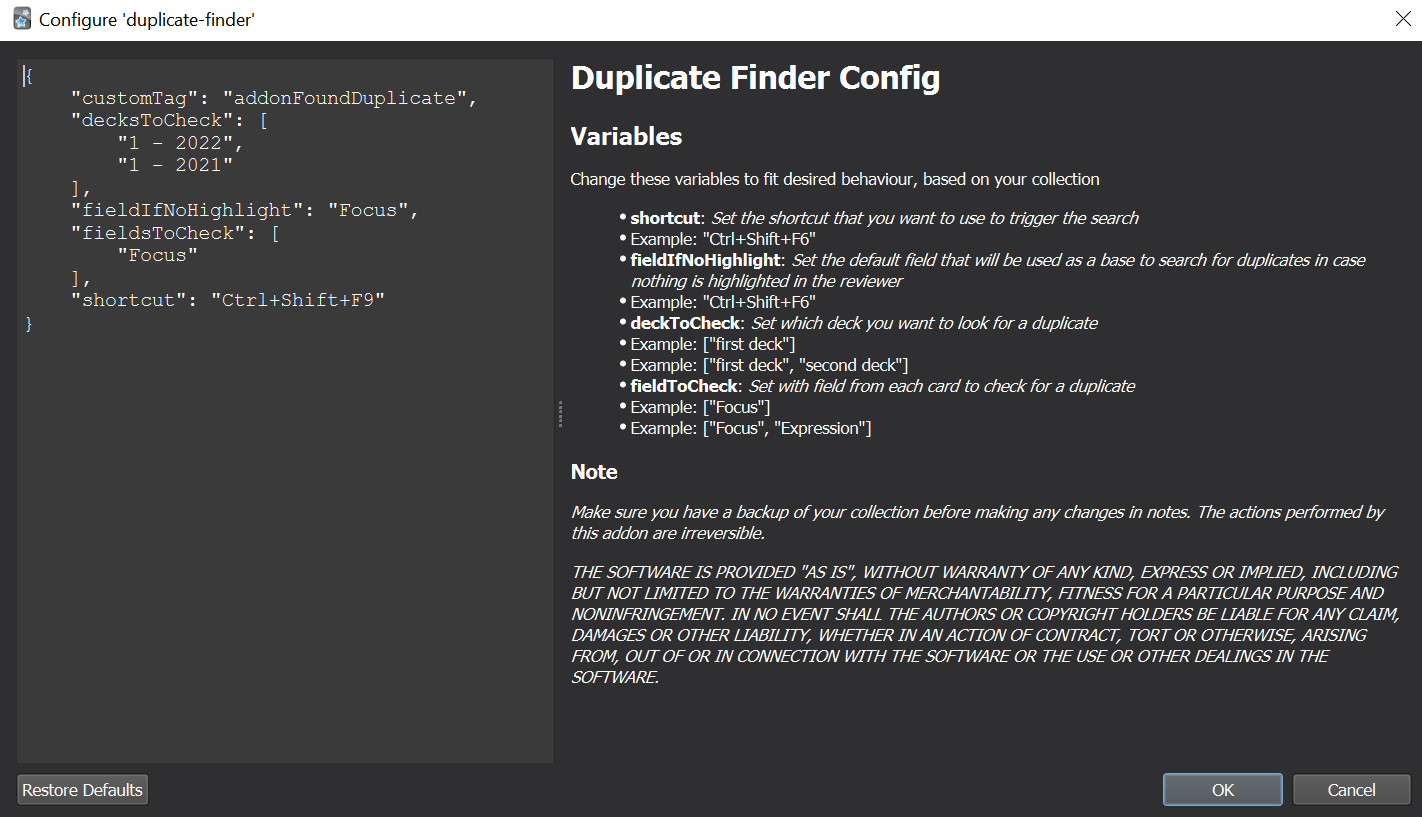 Configure 'duplicate-finder'
{
"customTag": "addonFoundDuplicate",
"decksToCheck": [
"1 - 2022",
"1 - 2021"
],
"fieldIfNoHighlight": "Focus",
"fieldsToCheck": [
"Focus"
],
"shortcut": "Ctrl+Shift+F9"
}
Duplicate Finder Config
Variables
Change these variables to fit desired behaviour, based on your collection
• shortcut: Set the shortcut that you want to use to trigger the search
• Example: "Ctrl+Shift+F6"
• fieldIfNoHighlight: Set the default field that will be used as a base to search for duplicates in case
nothing is highlighted in the reviewer
• Example: "Ctrl+Shift+F6"
• deckToCheck: Set which deck you want to look for a duplicate
• Example: ["first deck"]
• Example: ["first deck", "second deck"]
• fieldToCheck: Set with field from each card to check for a duplicate
• Example: ["Focus"]
• Example: ["Focus", "Expression"]
Note
Make sure you have a backup of your collection before making any changes in notes. The actions performed by
this addon are irreversible.
THE SOFTWARE IS PROVIDED "AS IS", WITHOUT WARRANTY OF ANY KIND, EXPRESS OR IMPLIED, INCLUDING
BUT NOT LIMITED TO THE WARRANTIES OF MERCHANTABILITY, FITNESS FOR A PARTICULAR PURPOSE AND
NONINFRINGEMENT. IN NO EVENT SHALL THE AUTHORS OR COPYRIGHT HOLDERS BE LIABLE FOR ANY CLAIM,
DAMAGES OR OTHER LIABILITY, WHETHER IN AN ACTION OF CONTRACT, TORT OR OTHERWISE, ARISING
FROM, OUT OF OR IN CONNECTION WITH THE SOFTWARE OR THE USE OR OTHER DEALINGS IN THE
SOFTWARE.
Restore Defaults
OK
Cancel